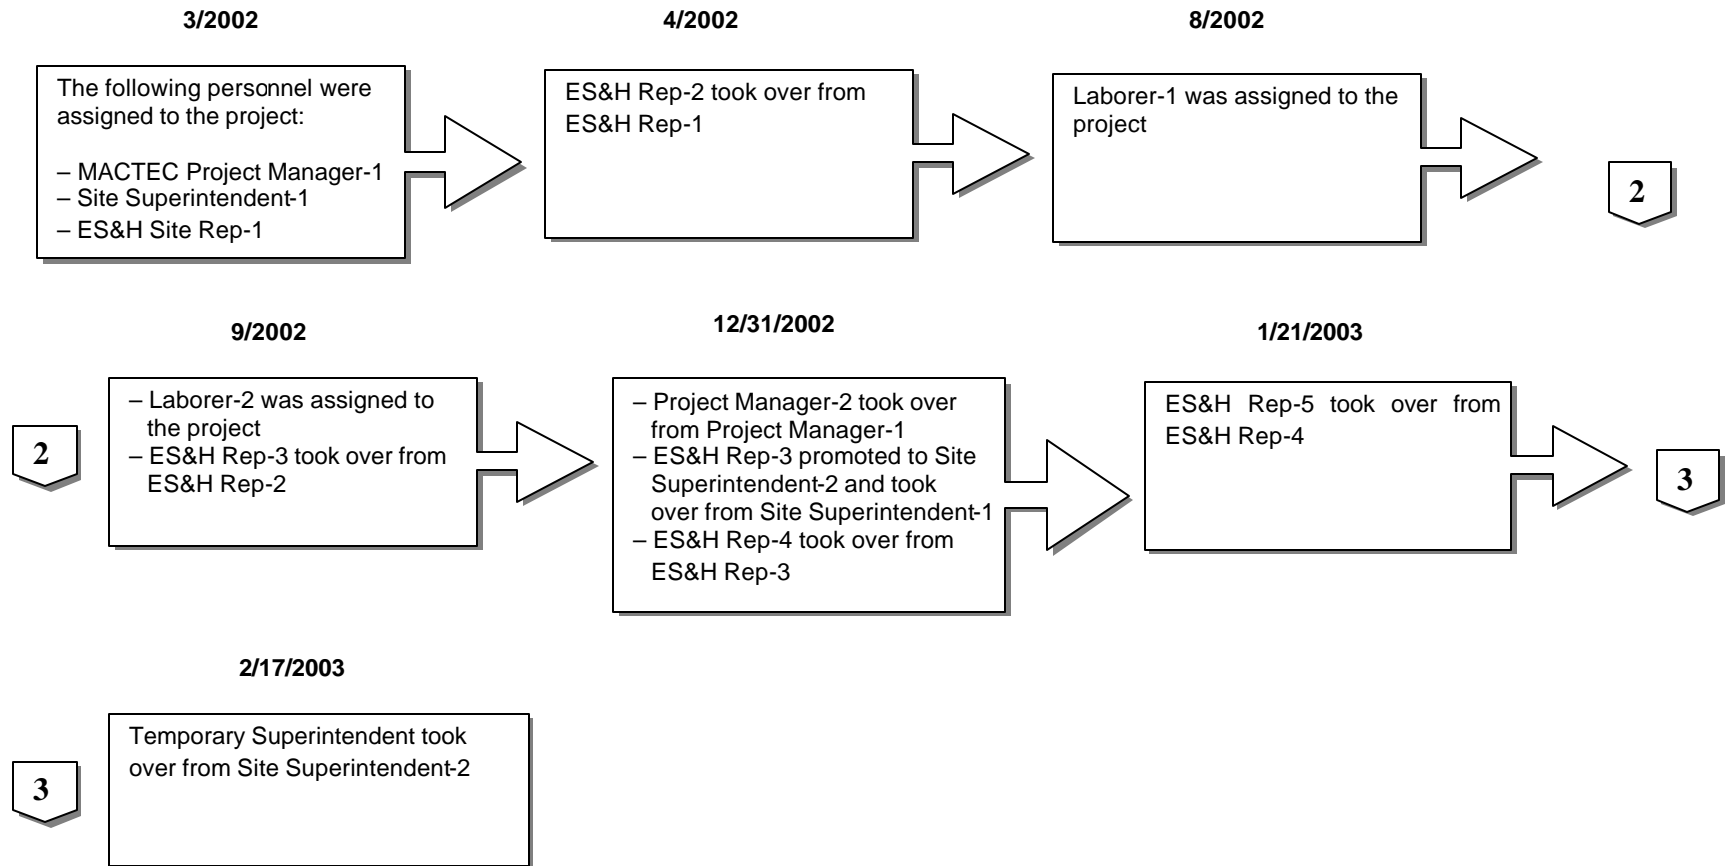 3/2002
The following personnel were
assigned to the project:
– MACTEC Project Manager-1
– Site Superintendent-1
– ES&H Site Rep-1
4/2002
ES&H Rep-2 took over from
ES&H Rep-1
8/2002
Laborer-1 was assigned to the
project
2
2
9/2002
– Laborer-2 was assigned to
the project
– ES&H Rep-3 took over from
ES&H Rep-2
12/31/2002
– Project Manager-2 took over
from Project Manager-1
– ES&H Rep-3 promoted to Site
Superintendent-2 and took
over from Site Superintendent-1
– ES&H Rep-4 took over from
ES&H Rep-3
1/21/2003
ES&H Rep-5 took over from
ES&H Rep-4
3
3
2/17/2003
Temporary Superintendent took
over from Site Superintendent-2